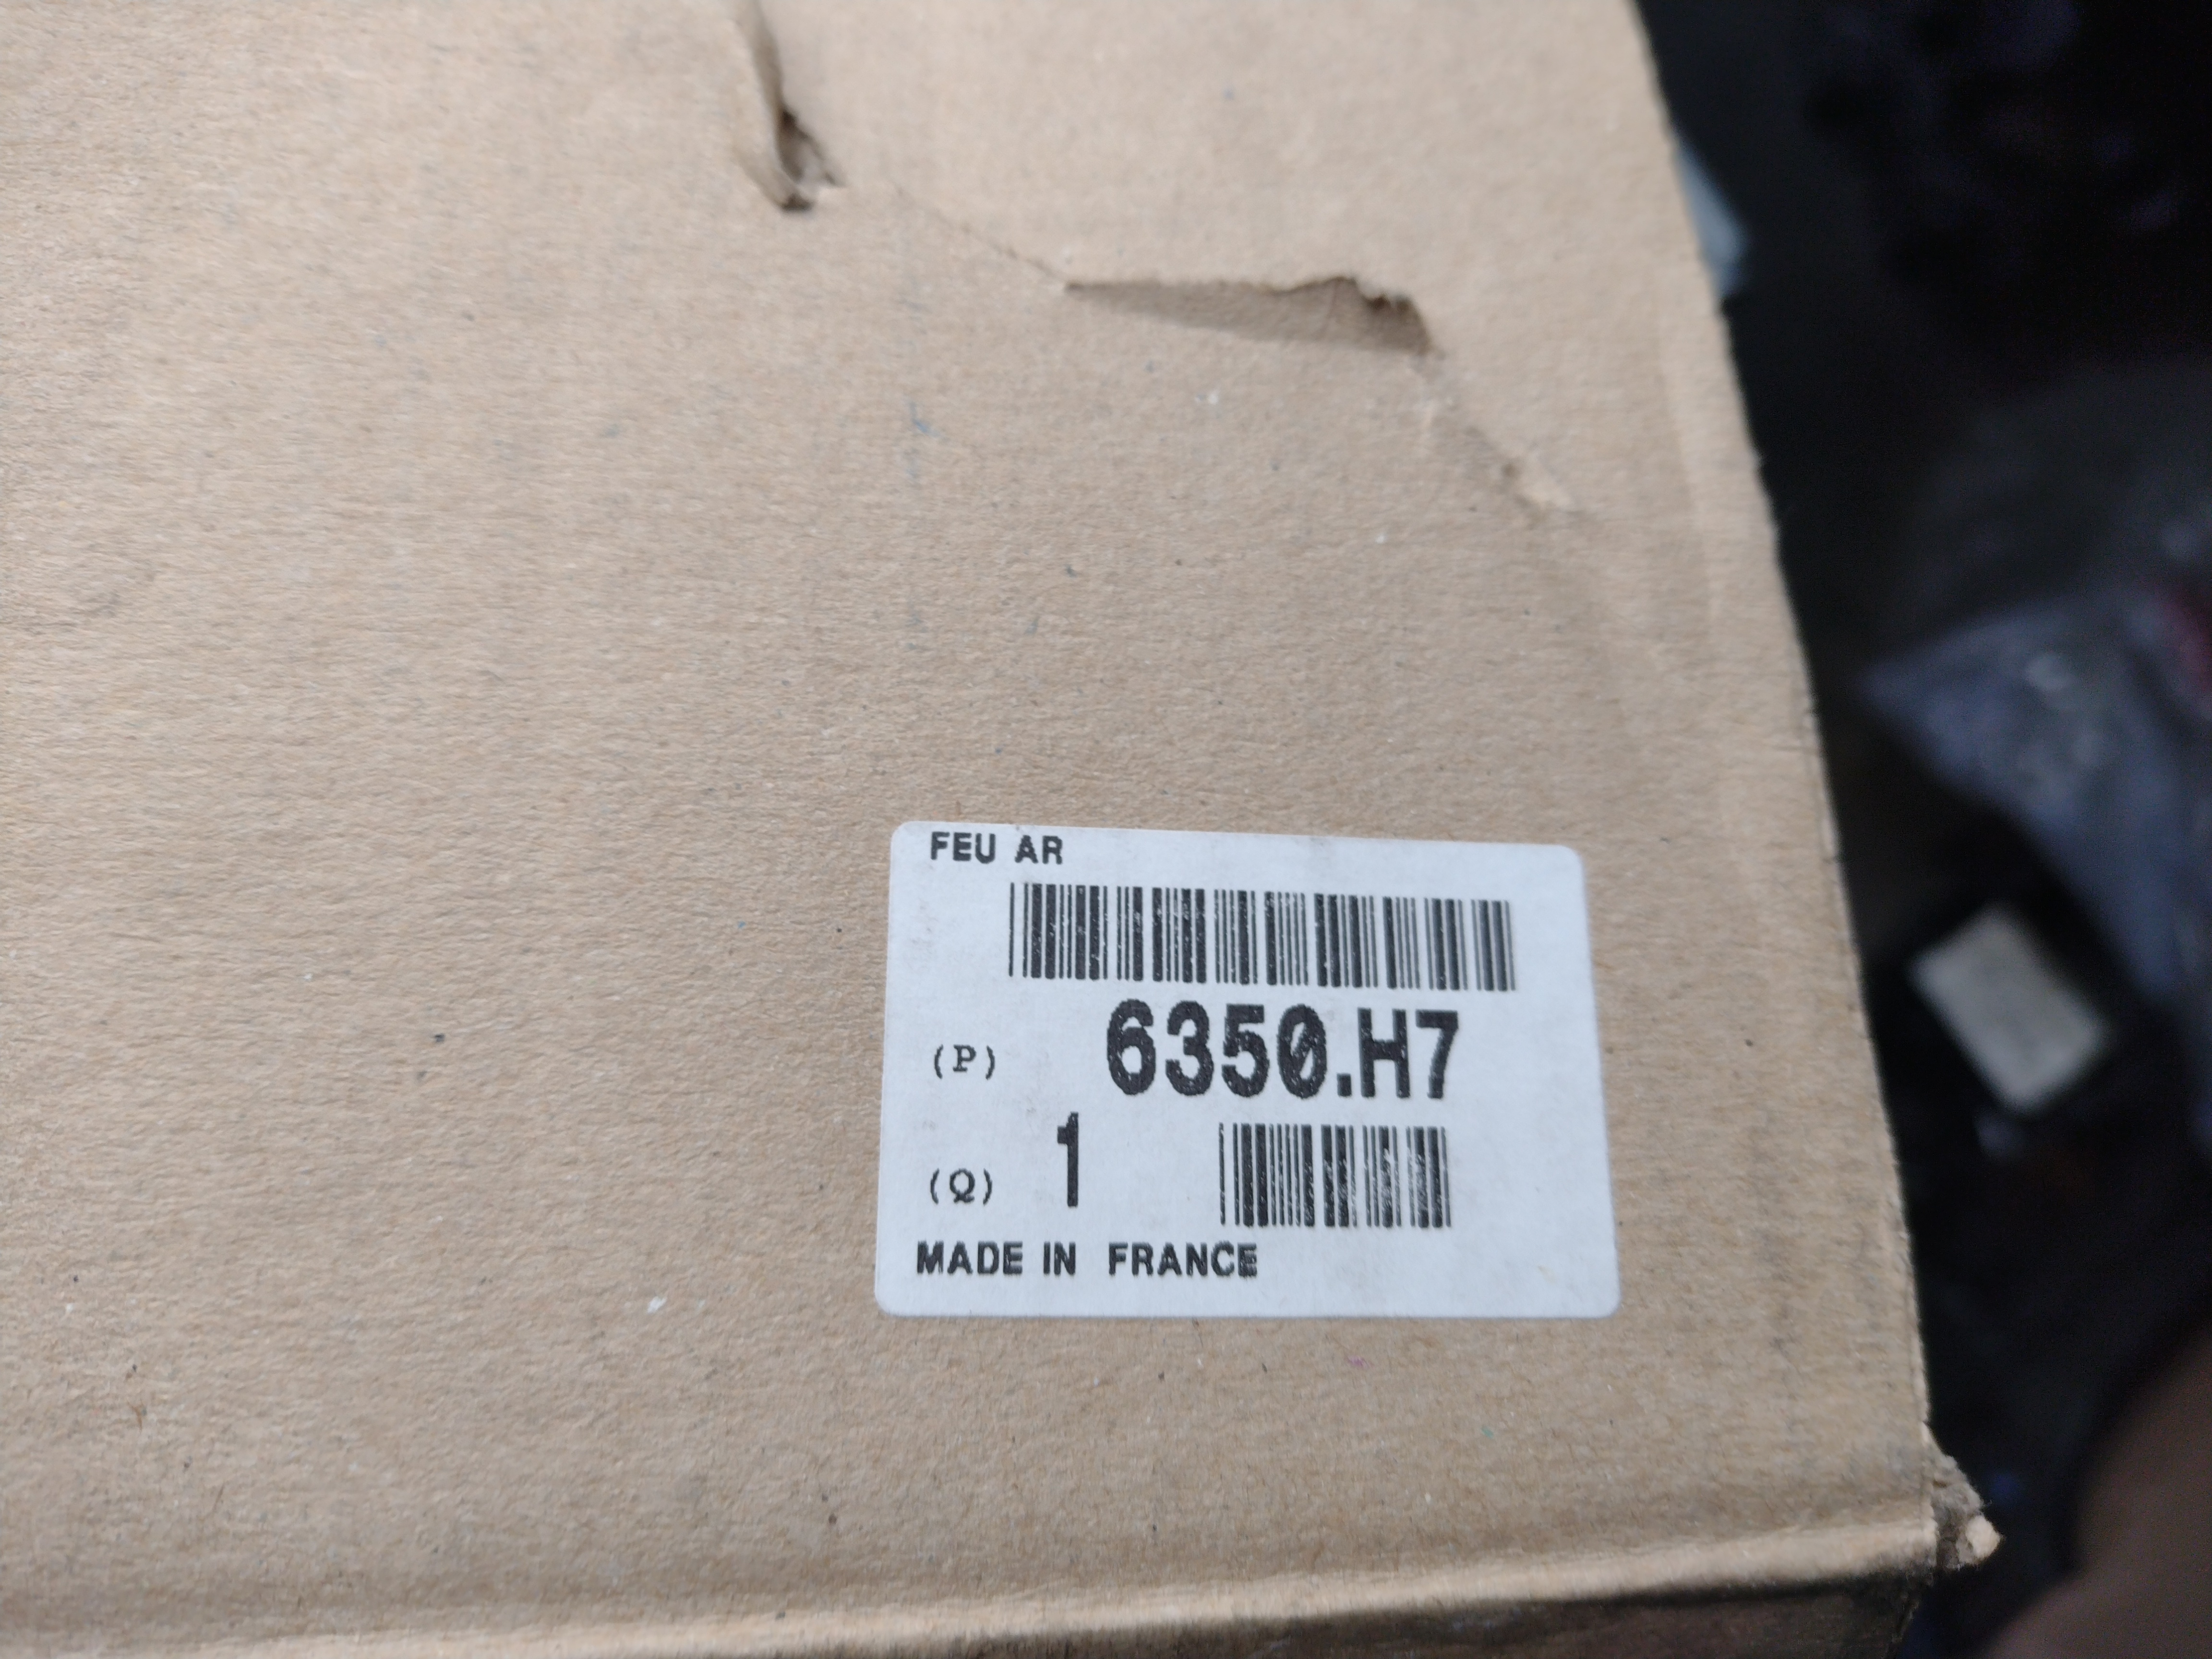 FEU AR
(P) 6350.H7
(Q) 1
MADE IN FRANCE